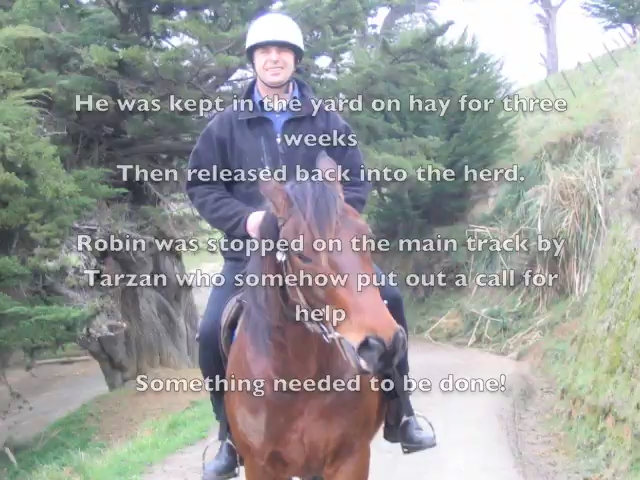 He was kept in the yard on hay for three
weeks
Then released back into the herd.
Robin was stopped on the main track by
Tarzan who somehow put out a call for
help
Something needed to be done!